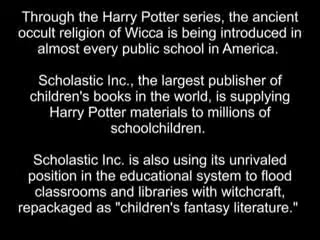 Through the Harry Potter series, the ancient
occult religion of Wicca is being introduced in
almost every public school in America.
Scholastic Inc., the largest publisher of
children's books in the world, is supplying
Harry Potter materials to millions of
schoolchildren.
Scholastic Inc. is also using its unrivaled
position in the educational system to flood
classrooms and libraries with witchcraft,
repackaged as "children's fantasy literature."